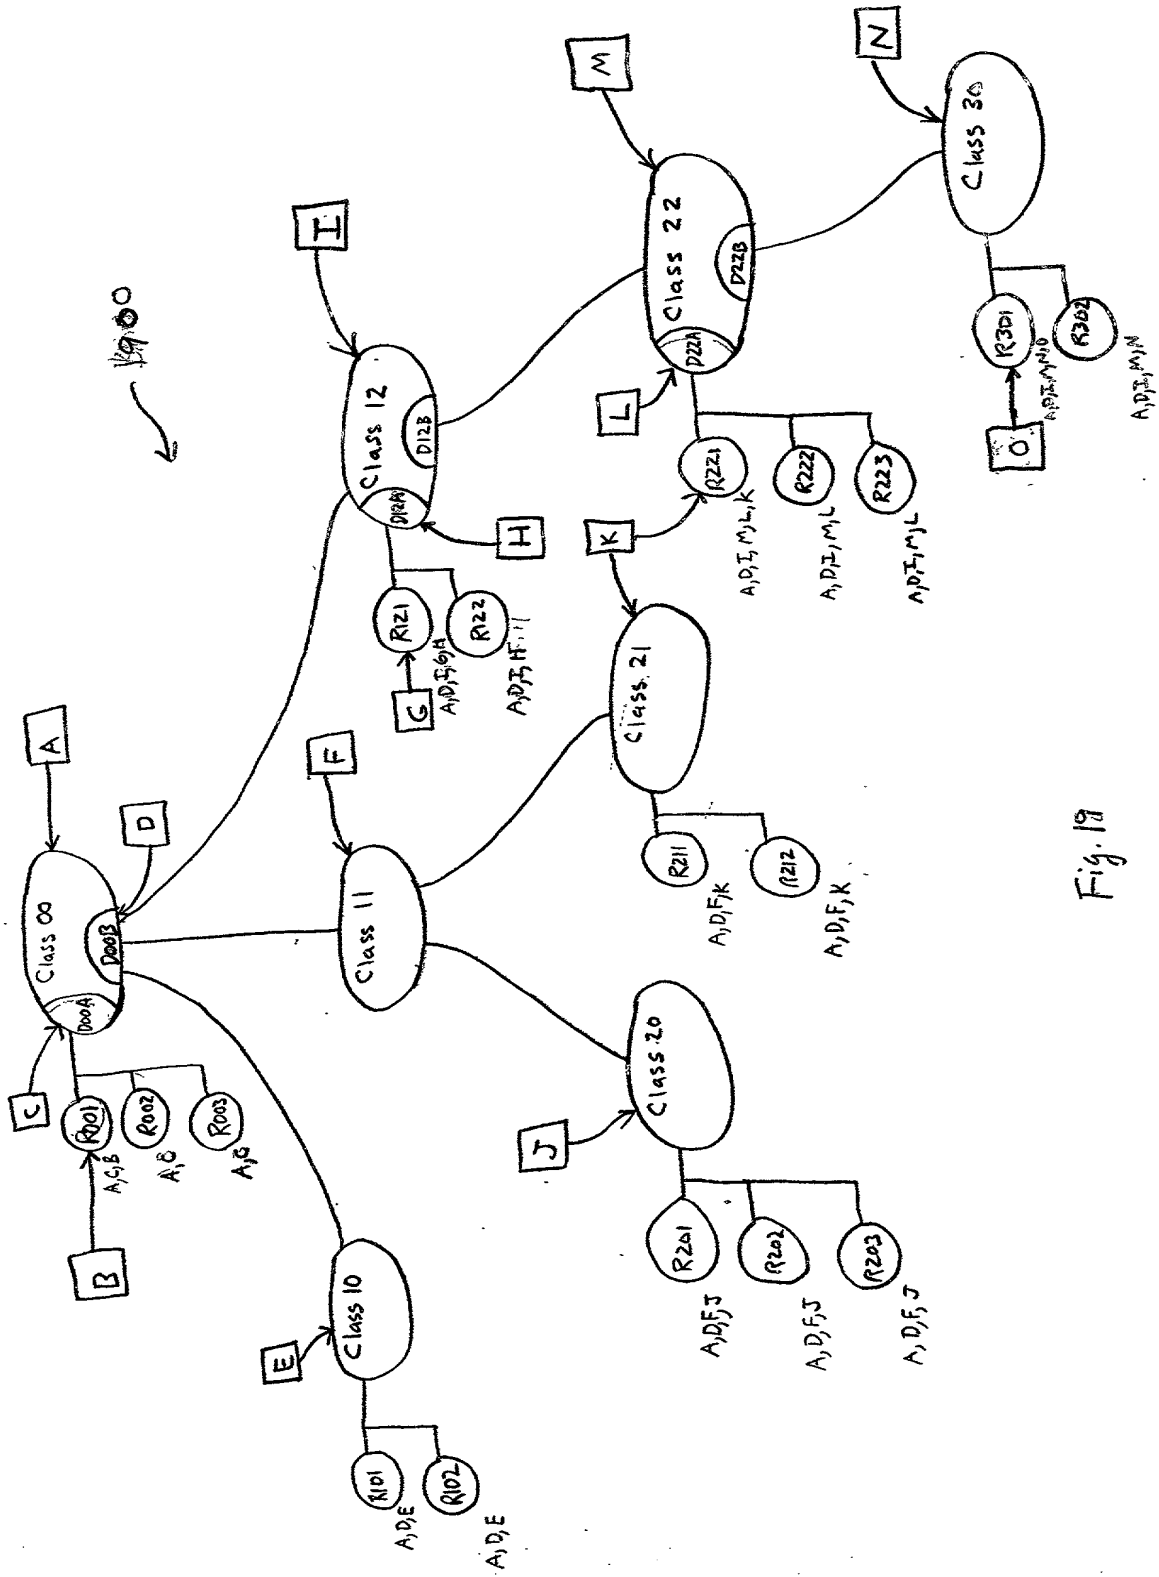 1900
A
Class 00
D00A
D00B
C
D
R001
A,C,B
R002
A,C
R003
A,C
B
E
Class 10
R101
A,D,E
R102
A,D,E
F
Class 11
I
Class 12
D12A
D12B
H
G
R121
A,D,I,G,H
R122
A,D,I,H
J
Class 20
R201
A,D,F,J
R202
A,D,F,J
R203
A,D,F,J
K
Class 21
R211
A,D,F,K
R212
A,D,F,K
M
Class 22
D22A
D22B
L
R221
A,D,I,M,L,K
R222
A,D,I,M,L
R223
A,D,I,M,L
N
Class 30
R301
A,D,I,M,N,O
R302
A,D,I,M,N
O
Fig. 19